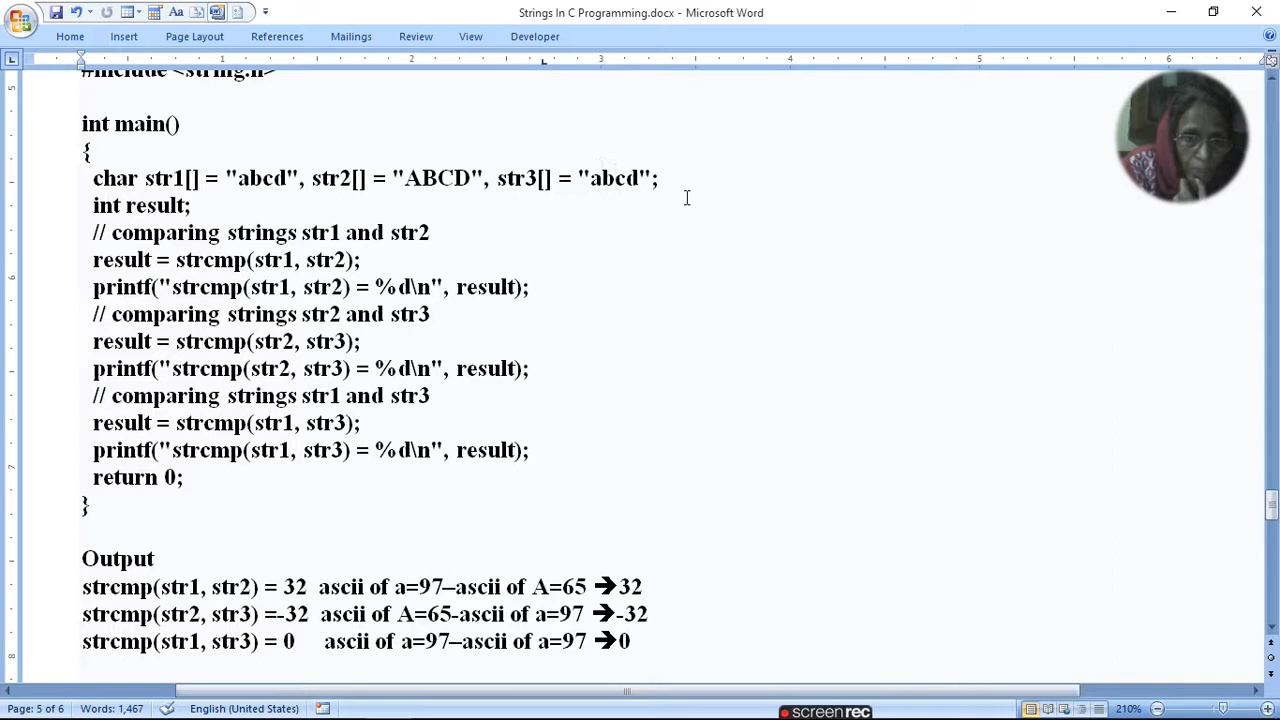 Strings In C Programming.docx - Microsoft Word
Home Insert Page Layout References Mailings Review View Developer
#include <string.h>
int main()
{
char str1[] = "abcd", str2[] = "ABCD", str3[] = "abcd";
int result;
// comparing strings str1 and str2
result = strcmp(str1, str2);
printf("strcmp(str1, str2) = %d\n", result);
// comparing strings str2 and str3
result = strcmp(str2, str3);
printf("strcmp(str2, str3) = %d\n", result);
// comparing strings str1 and str3
result = strcmp(str1, str3);
printf("strcmp(str1, str3) = %d\n", result);
return 0;
}
Output
strcmp(str1, str2) = 32 ascii of a=97–ascii of A=65 🡺32
strcmp(str2, str3) =-32 ascii of A=65-ascii of a=97 🡺-32
strcmp(str1, str3) = 0 ascii of a=97–ascii of a=97 🡺0
Page: 5 of 6 Words: 1,467 English (United States) 210%
screenrec